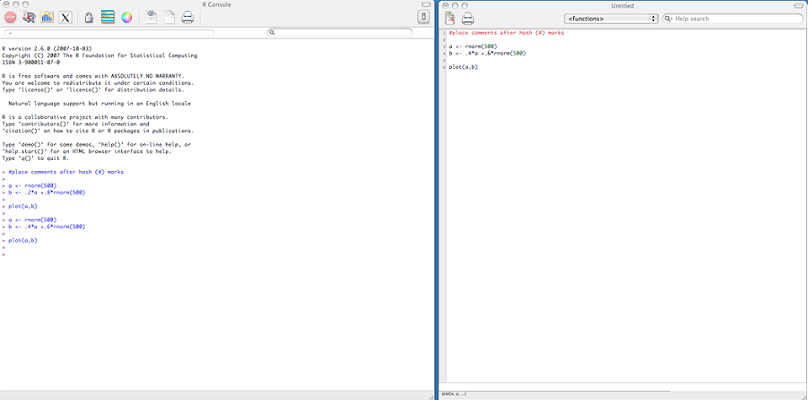 R Console
R version 2.6.0 (2007-10-03)
Copyright (C) 2007 The R Foundation for Statistical Computing
ISBN 3-900051-07-0
R is free software and comes with ABSOLUTELY NO WARRANTY.
You are welcome to redistribute it under certain conditions.
Type 'license()' or 'licence()' for distribution details.
Natural language support but running in an English locale
R is a collaborative project with many contributors.
Type 'contributors()' for more information and
'citation()' on how to cite R or R packages in publications.
Type 'demo()' for some demos, 'help()' for on-line help, or
'help.start()' for an HTML browser interface to help.
Type 'q()' to quit R.
> #place comments after hash (#) marks
>
> a <- rnorm(500)
> b <- .2*a +.8*rnorm(500)
>
> plot(a,b)
>
> a <- rnorm(500)
> b <- .4*a +.6*rnorm(500)
>
> plot(a,b)
>
>
Untitled
<functions>
Help search
1 #place comments after hash (#) marks
2
3 a <- rnorm(500)
4 b <- .4*a +.6*rnorm(500)
5
6 plot(a,b)
plot(x, y, ...)